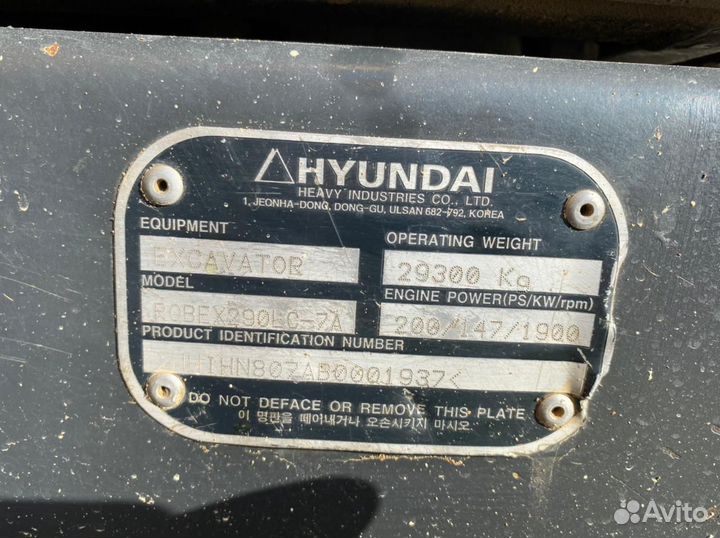 HYUNDAI
HEAVY INDUSTRIES CO., LTD.
1, JEONHA-DONG, DONG-GU, ULSAN 682-792, KOREA
EQUIPMENT
EXCAVATOR
OPERATING WEIGHT
29300 Kg
MODEL
ROBEX290LC-7A
ENGINE POWER(PS/KW/rpm)
200/147/1900
PRODUCT IDENTIFICATION NUMBER
DO NOT DEFACE OR REMOVE THIS PLATE
이 명판을 떼어내거나 오손시키지 마시오
Avito